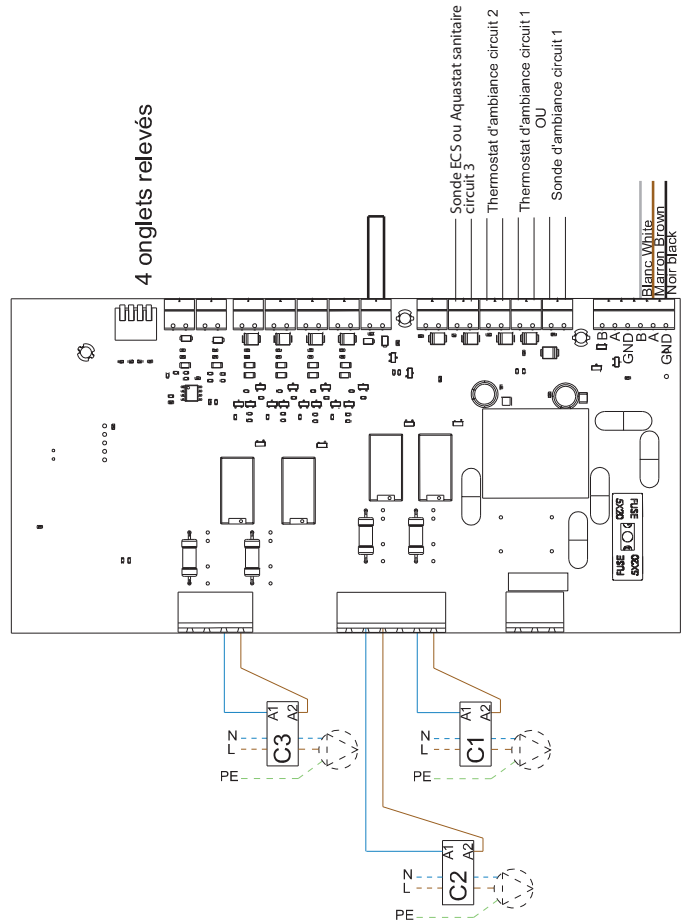 4 onglets relevés
Sonde ECS ou Aquastat sanitaire
circuit 3
Thermostat d'ambiance circuit 2
Thermostat d'ambiance circuit 1
OU
Sonde d'ambiance circuit 1
Blanc White
Marron Brown
Noir black
B
A
GND
B
A
GND
FUSE
5X20
FUSE
5X20
A1
A2
C3
N
L
PE
A1
A2
C1
N
L
PE
A1
A2
C2
N
L
PE